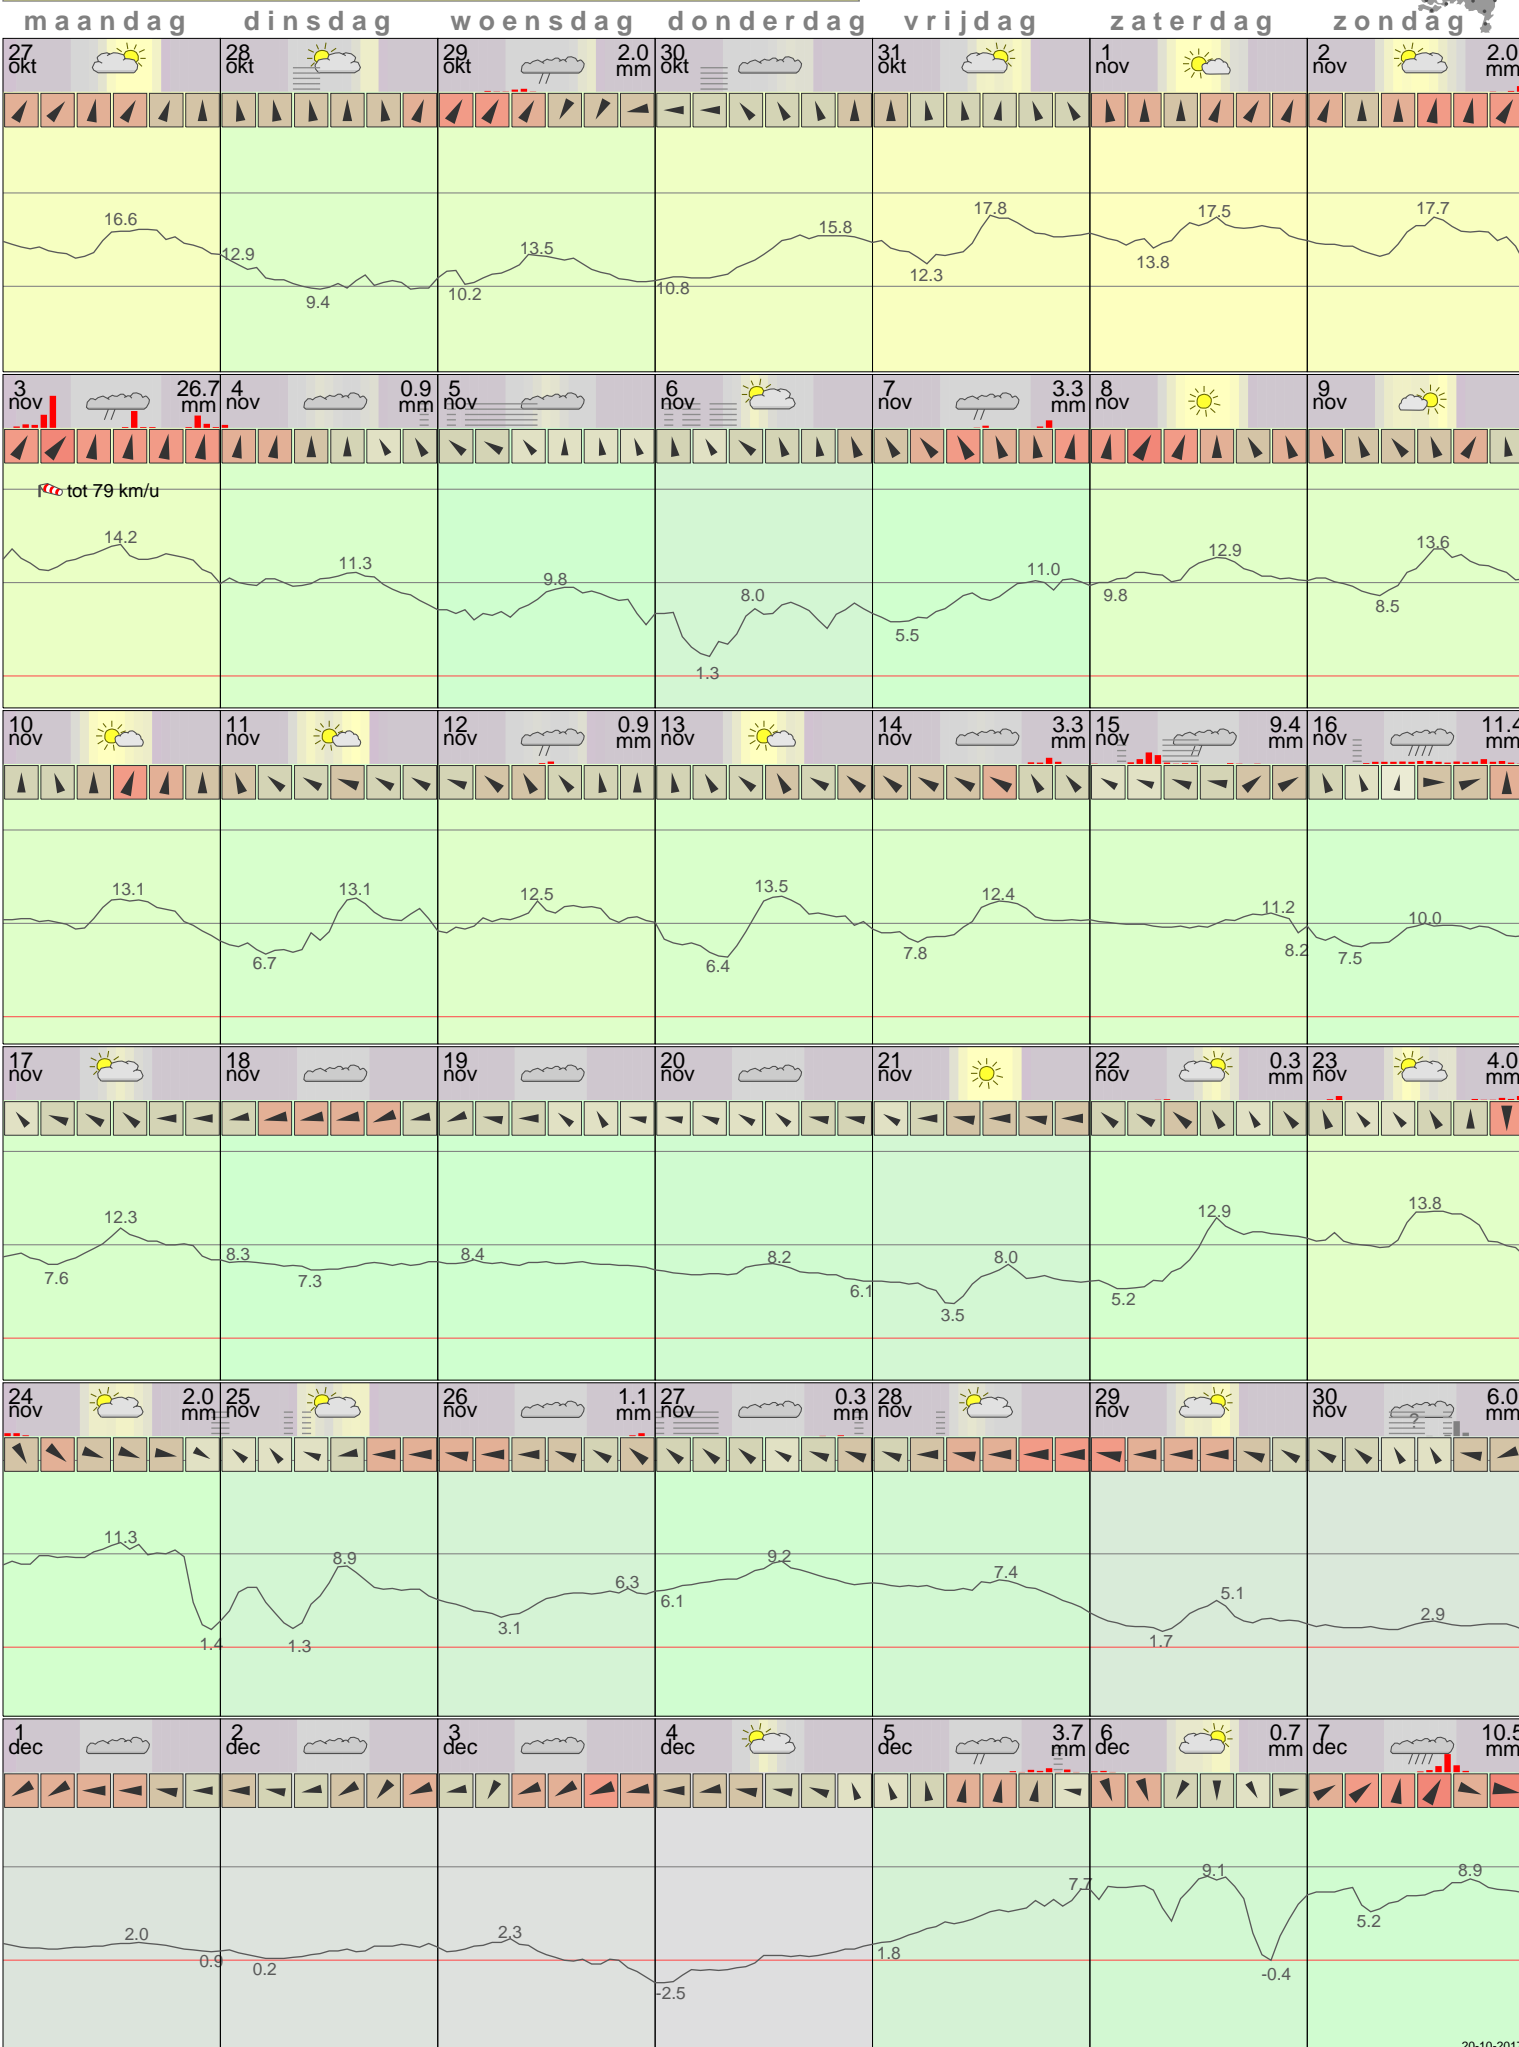 maandag dinsdag woensdag donderdag vrijdag zaterdag zondag
27 okt 28 okt 29 okt 2.0 mm 30 okt 31 okt 1 nov 2 nov 2.0 mm
16.6 12.9 9.4 10.2 13.5 10.8 15.8 12.3 17.8 13.8 17.5 17.7
3 nov 26.7 mm 4 nov 0.9 mm 5 nov 6 nov 7 nov 3.3 mm 8 nov 9 nov
tot 79 km/u
14.2 11.3 9.8 1.3 8.0 5.5 11.0 9.8 12.9 8.5 13.6
10 nov 11 nov 12 nov 0.9 mm 13 nov 14 nov 3.3 mm 15 nov 9.4 mm 16 nov 11.4 mm
13.1 6.7 13.1 12.5 6.4 13.5 7.8 12.4 11.2 8.2 7.5 10.0
17 nov 18 nov 19 nov 20 nov 21 nov 22 nov 0.3 mm 23 nov 4.0 mm
7.6 12.3 8.3 7.3 8.4 8.2 6.1 3.5 8.0 5.2 12.9 13.8
24 nov 2.0 mm 25 nov 26 nov 1.1 mm 27 nov 0.3 mm 28 nov 29 nov 30 nov ? 6.0 mm
11.3 1.4 1.3 8.9 3.1 6.3 6.1 9.2 7.4 1.7 5.1 2.9
1 dec 2 dec 3 dec 4 dec 5 dec 3.7 mm 6 dec 0.7 mm 7 dec 10.5 mm
2.0 0.9 0.2 2.3 -2.5 1.8 7.7 9.1 -0.4 5.2 8.9
20-10-2017